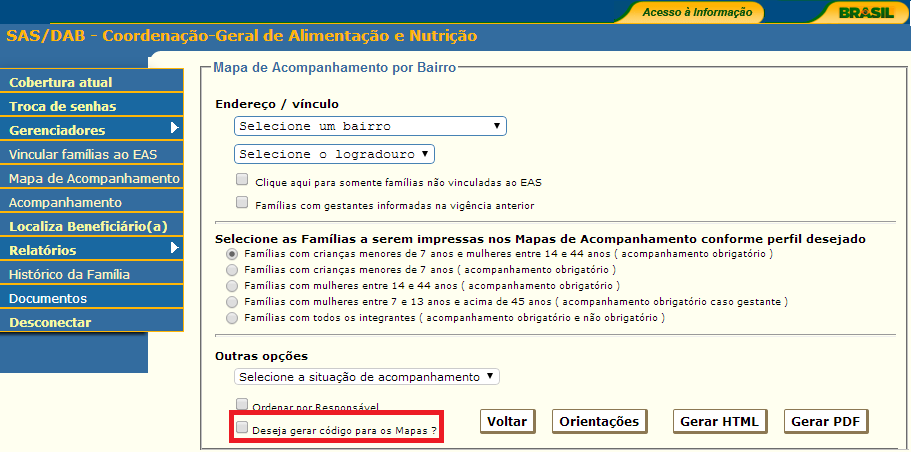 Acesso à Informação
BRASIL
SAS/DAB - Coordenação-Geral de Alimentação e Nutrição
Cobertura atual
Troca de senhas
Gerenciadores
Vincular famílias ao EAS
Mapa de Acompanhamento
Acompanhamento
Localiza Beneficiário(a)
Relatórios
Histórico da Família
Documentos
Desconectar
Mapa de Acompanhamento por Bairro
Endereço / vínculo
Selecione um bairro
Selecione o logradouro
Clique aqui para somente famílias não vinculadas ao EAS
Famílias com gestantes informadas na vigência anterior
Selecione as Famílias a serem impressas nos Mapas de Acompanhamento conforme perfil desejado
Famílias com crianças menores de 7 anos e mulheres entre 14 e 44 anos ( acompanhamento obrigatório )
Famílias com crianças menores de 7 anos ( acompanhamento obrigatório )
Famílias com mulheres entre 14 e 44 anos ( acompanhamento obrigatório )
Famílias com mulheres entre 7 e 13 anos e acima de 45 anos ( acompanhamento obrigatório caso gestante )
Famílias com todos os integrantes ( acompanhamento obrigatório e não obrigatório )
Outras opções
Selecione a situação de acompanhamento
Ordenar por Responsável
Deseja gerar código para os Mapas ?
Voltar
Orientações
Gerar HTML
Gerar PDF